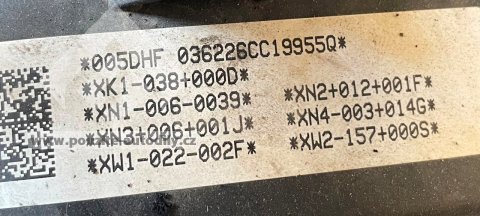 *005DHF 036226CC19955Q*
*XK1-038+000D*
*XN1-006-0039* *XN2+012+001F*
*XN3+006+001J* *XN4-003+014G*
*XW1-022-002F* *XW2-157+000S*